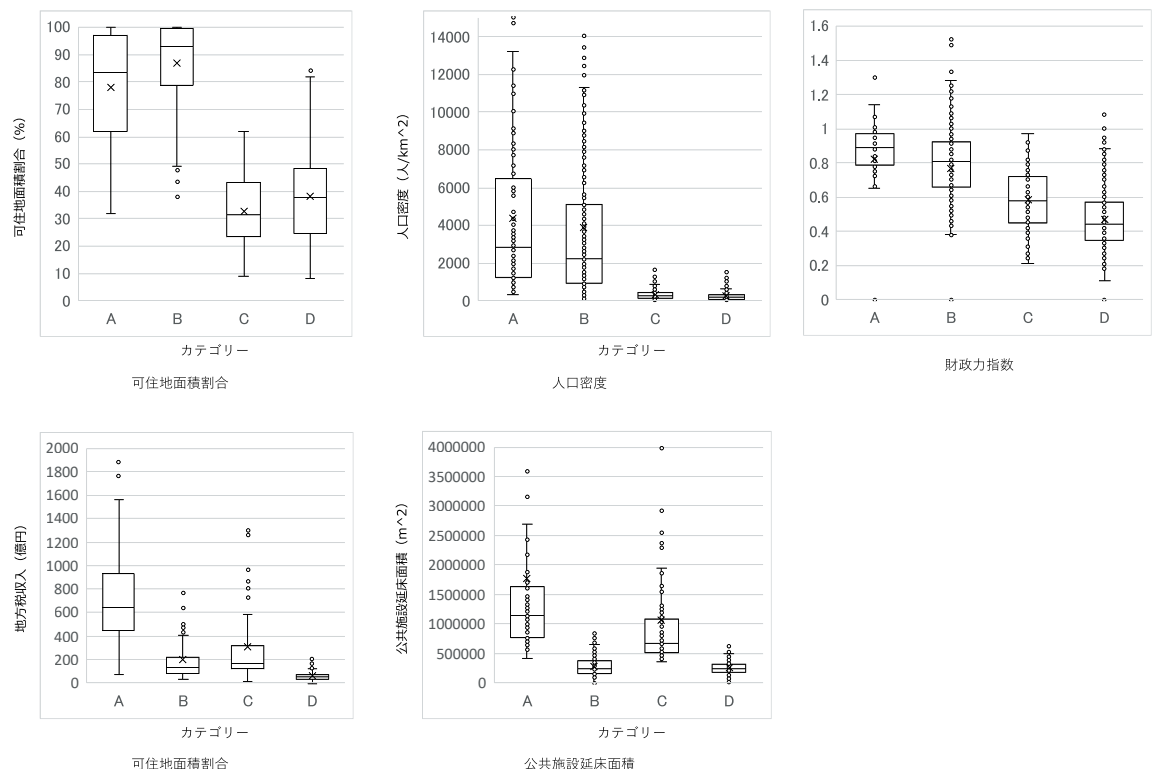 100
90
80
70
60
50
40
30
20
10
0
可住地面積割合（%）
A B C D
カテゴリー
可住地面積割合
14000
12000
10000
8000
6000
4000
2000
0
人口密度（人/km^2）
A B C D
カテゴリー
人口密度
1.6
1.4
1.2
1
0.8
0.6
0.4
0.2
0
A B C D
財政力指数
2000
1800
1600
1400
1200
1000
800
600
400
200
0
地方税収入（億円）
A B C D
カテゴリー
可住地面積割合
4000000
3500000
3000000
2500000
2000000
1500000
1000000
500000
0
公共施設延床面積（m^2）
A B C D
カテゴリー
公共施設延床面積